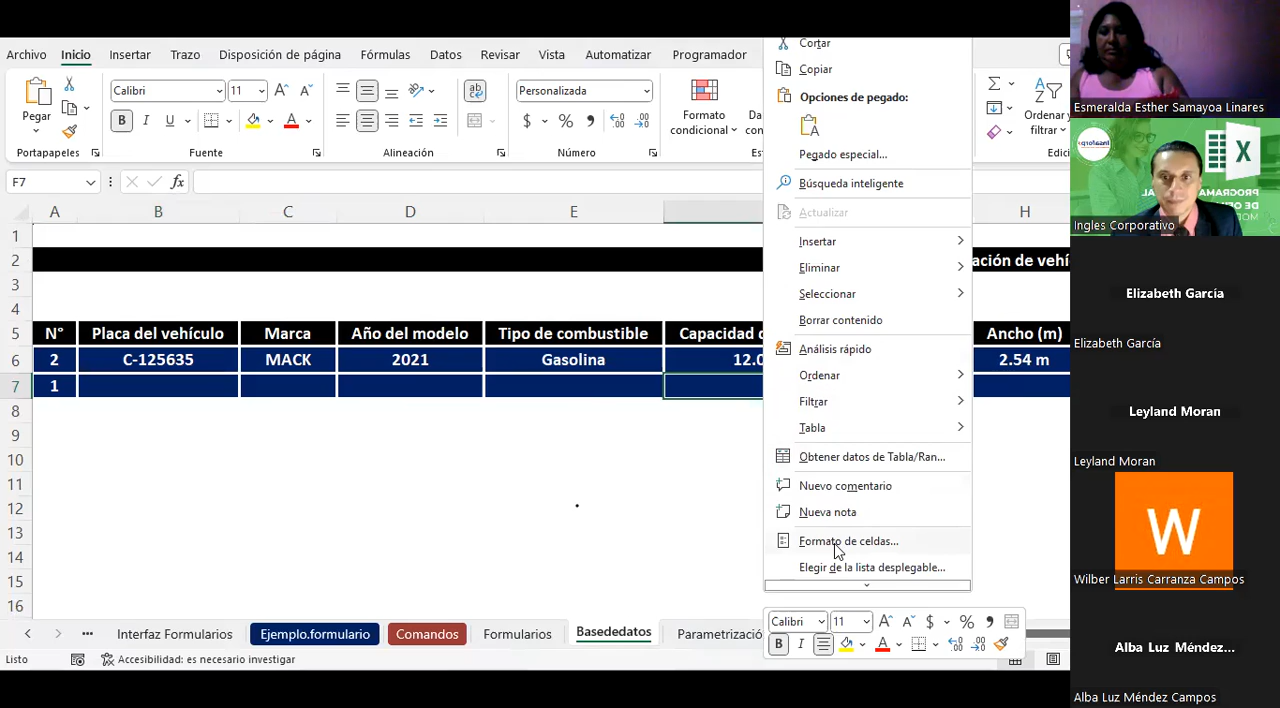 Archivo Inicio Insertar Trazo Disposición de página Fórmulas Datos Revisar Vista Automatizar Programador
Pegar
Calibri 11
Personalizada
Formato
condicional
Ordenar y
filtrar
Portapapeles Fuente Alineación Número
F7
fx
A B C D E H
1
2
ación de vehí
3
4
5 N° Placa del vehículo Marca Año del modelo Tipo de combustible Capacidad Ancho (m)
6 2 C-125635 MACK 2021 Gasolina 12.0 2.54 m
7 1
8
9
10
11
12
13
14
15
16
Cortar
Copiar
Opciones de pegado:
Pegado especial...
Búsqueda inteligente
Actualizar
Insertar
Eliminar
Seleccionar
Borrar contenido
Análisis rápido
Ordenar
Filtrar
Tabla
Obtener datos de Tabla/Ran...
Nuevo comentario
Nueva nota
Formato de celdas...
Elegir de la lista desplegable...
Calibri 11
Interfaz Formularios Ejemplo.formulario Comandos Formularios Basededatos Parametrizació
Listo Accesibilidad: es necesario investigar
Esmeralda Esther Samayoa Linares
Ingles Corporativo
Elizabeth García
Elizabeth García
Leyland Moran
Leyland Moran
W
Wilber Larris Carranza Campos
Alba Luz Méndez...
Alba Luz Méndez Campos